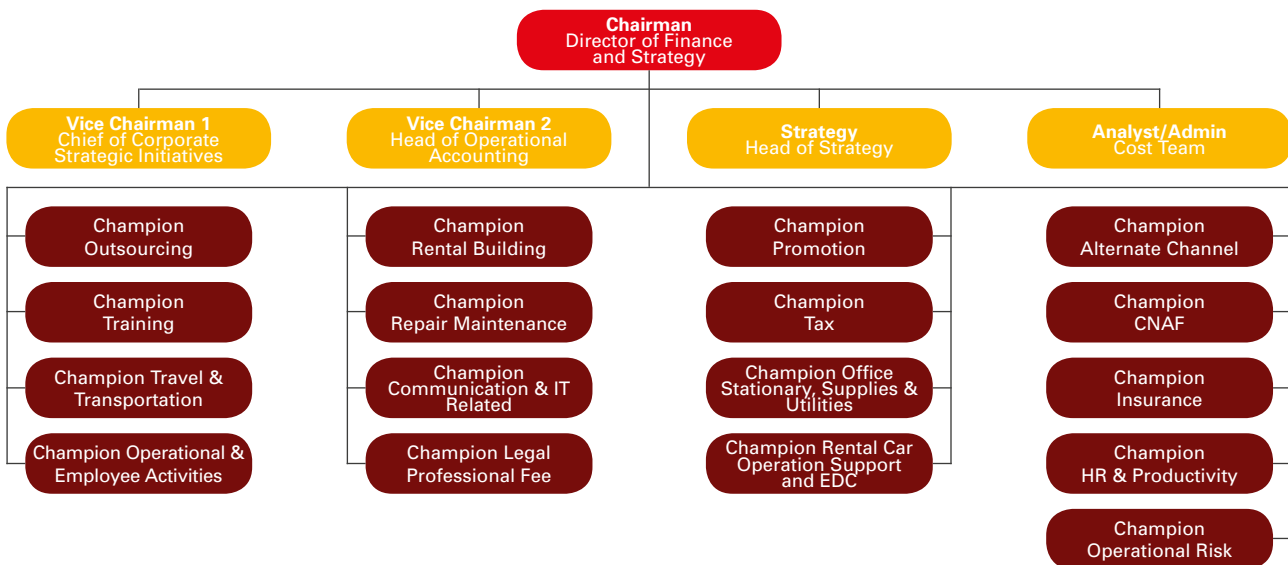 Chairman
Director of Finance
and Strategy
Vice Chairman 1
Chief of Corporate
Strategic Initiatives
Vice Chairman 2
Head of Operational
Accounting
Strategy
Head of Strategy
Analyst/Admin
Cost Team
Champion
Outsourcing
Champion
Training
Champion Travel &
Transportation
Champion Operational &
Employee Activities
Champion
Rental Building
Champion
Repair Maintenance
Champion
Communication & IT
Related
Champion Legal
Professional Fee
Champion
Promotion
Champion
Tax
Champion Office
Stationary, Supplies &
Utilities
Champion Rental Car
Operation Support
and EDC
Champion
Alternate Channel
Champion
CNAF
Champion
Insurance
Champion
HR & Productivity
Champion
Operational Risk